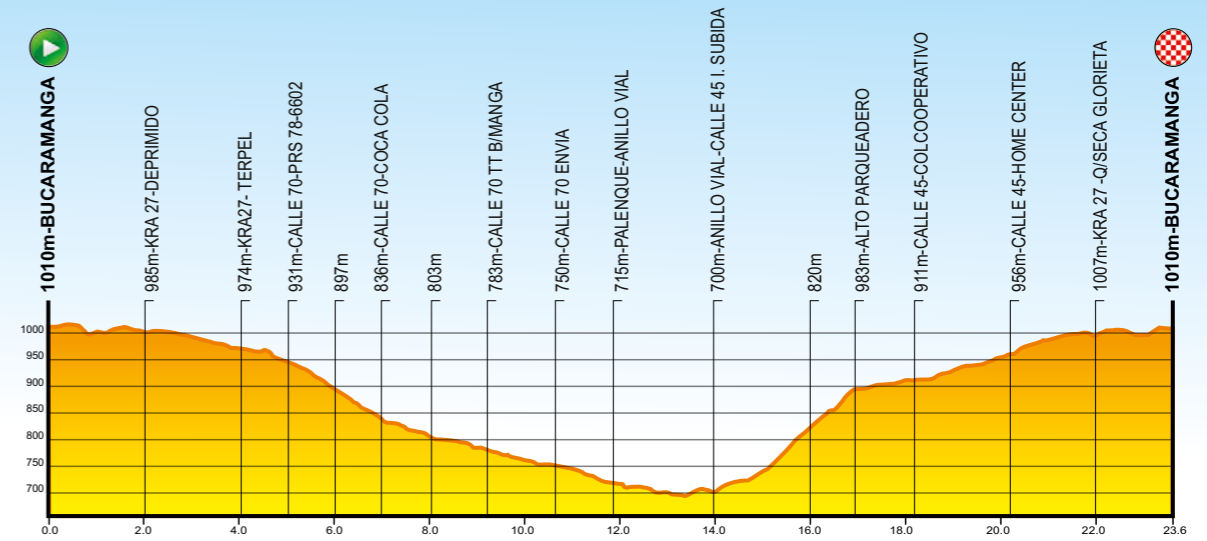 1010m-BUCARAMANGA
985m-KRA 27-DEPRIMIDO
974m-KRA27- TERPEL
931m-CALLE 70-PRS 78-6602
897m
836m-CALLE 70-COCA COLA
803m
783m-CALLE 70 TT B/MANGA
750m-CALLE 70 ENVIA
715m-PALENQUE-ANILLO VIAL
700m-ANILLO VIAL-CALLE 45 I. SUBIDA
820m
983m-ALTO PARQUEADERO
911m-CALLE 45-COLCOOPERATIVO
956m-CALLE 45-HOME CENTER
1007m-KRA 27 -Q/SECA GLORIETA
1010m-BUCARAMANGA
1000
950
900
850
800
750
700
0.0 2.0 4.0 6.0 8.0 10.0 12.0 14.0 16.0 18.0 20.0 22.0 23.6